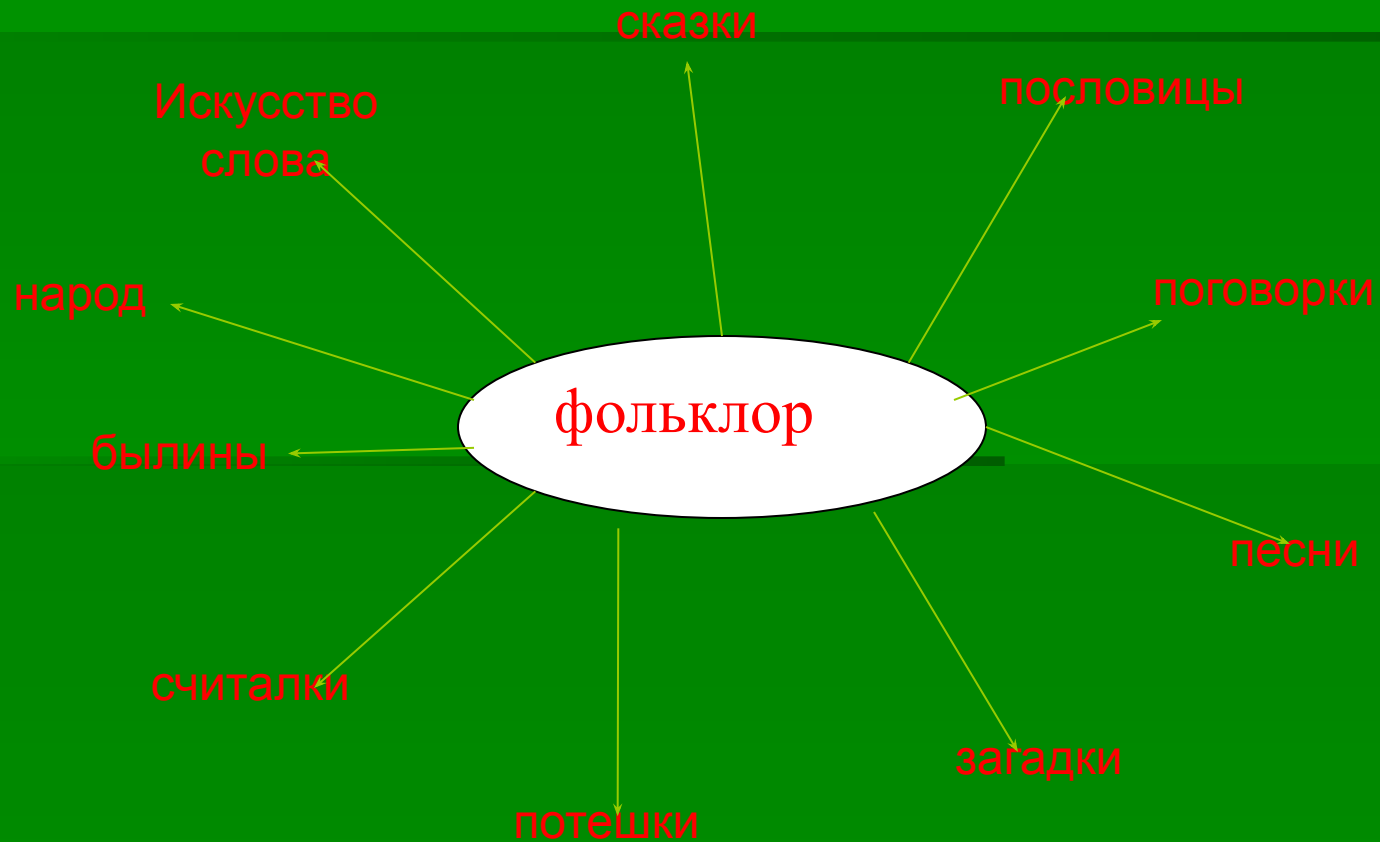 сказки
пословицы
Искусство
слова
народ
поговорки
фольклор
былины
песни
считалки
загадки
потешки